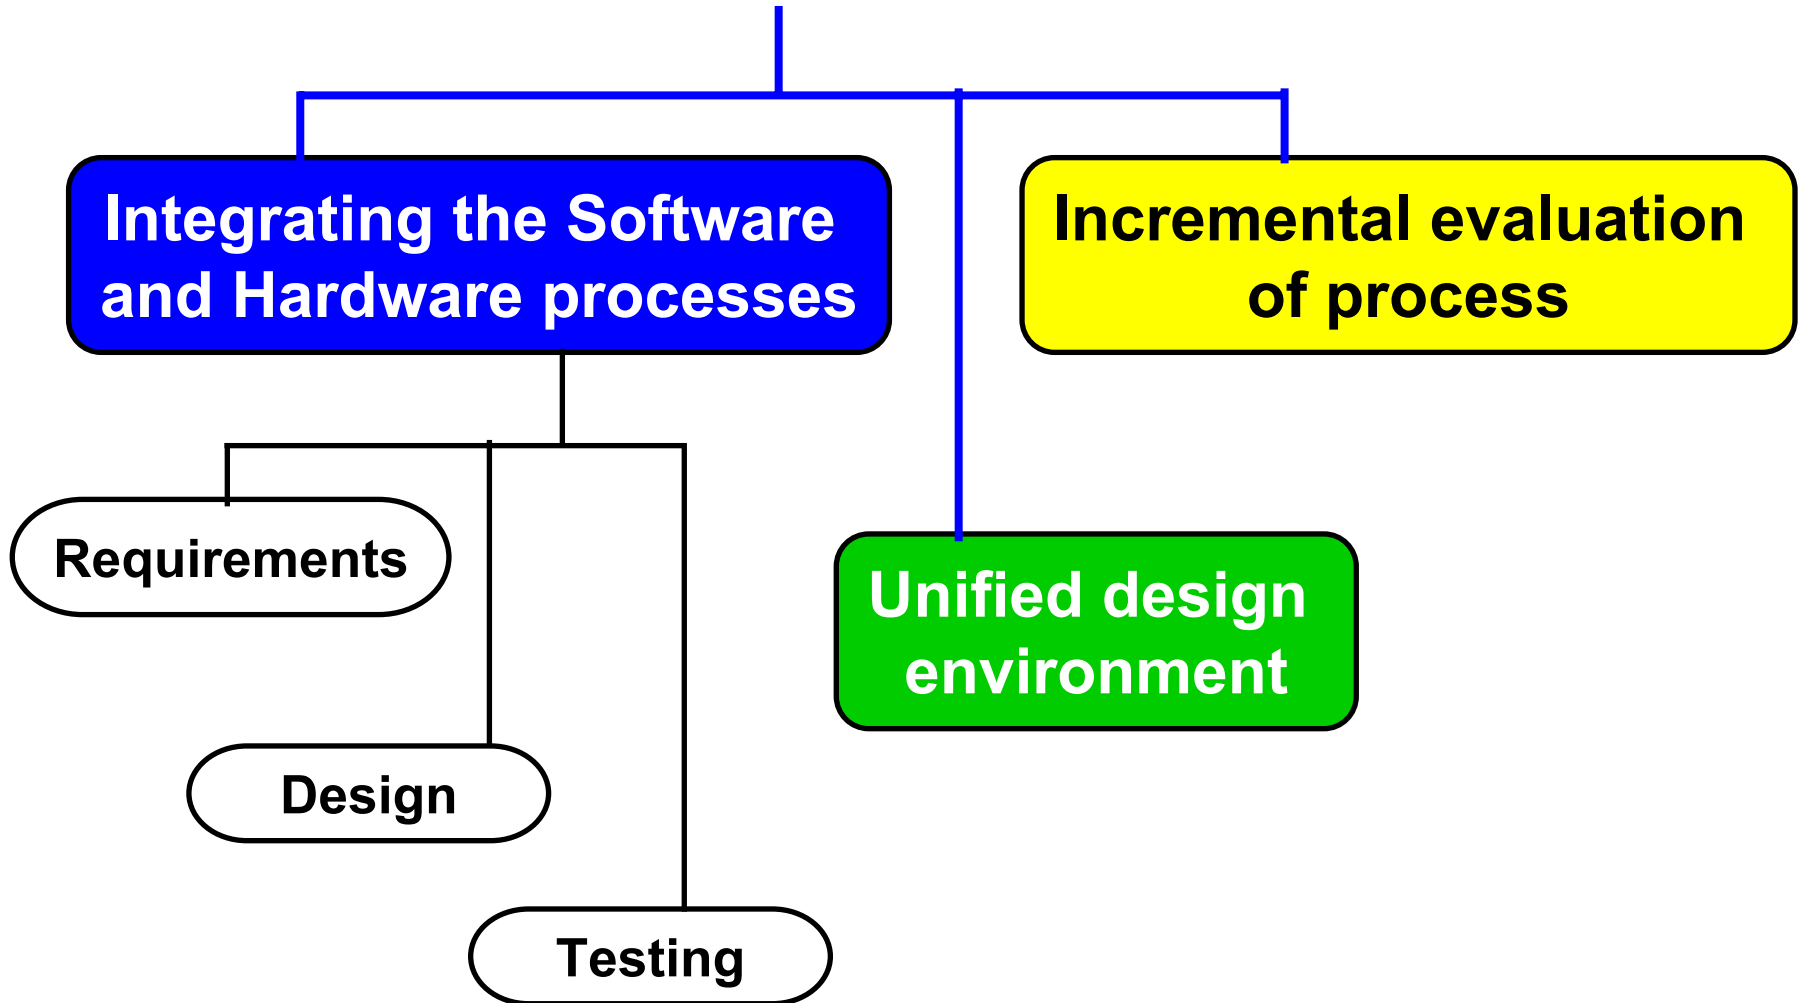 Integrating the Software
and Hardware processes
Incremental evaluation
of process
Requirements
Unified design
environment
Design
Testing